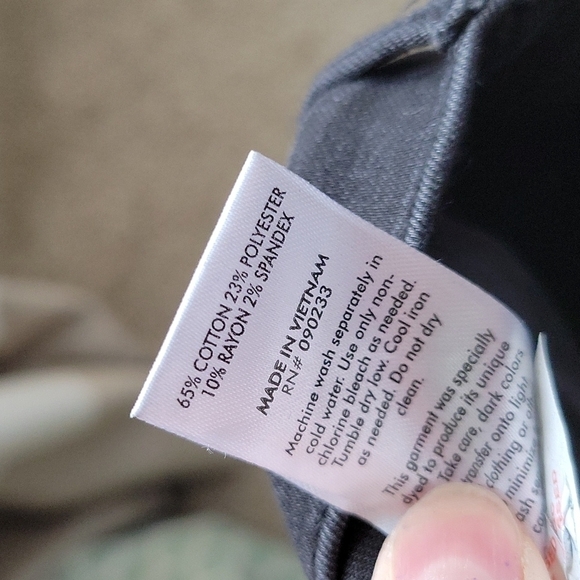 65% COTTON 23% POLYESTER
10% RAYON 2% SPANDEX
MADE IN VIETNAM
RN# 090233
Machine wash separately in
cold water. Use only non-
chlorine bleach as needed.
Tumble dry low. Cool iron
as needed. Do not dry
clean.
This garment was specially
dyed to produce its unique
Take care, dark colors
transfer onto light
clothing or
minimize